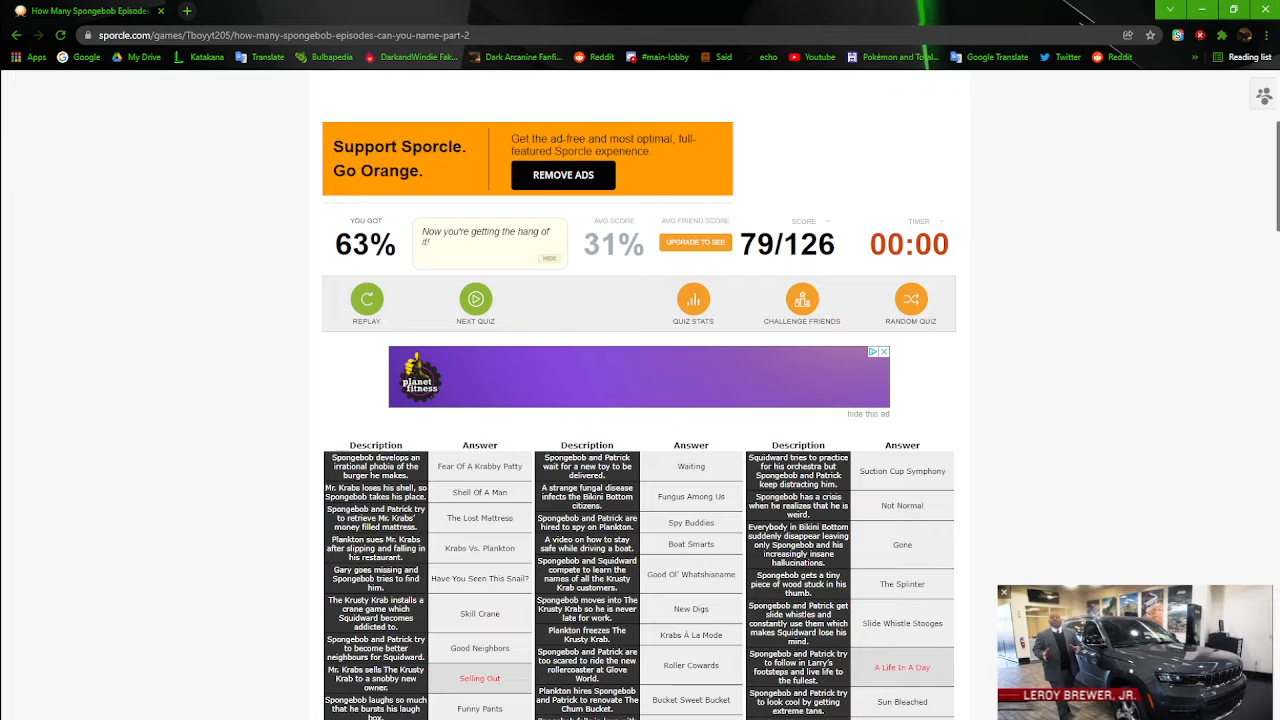 How Many Spongebob Episodes
sporcle.com/games/Tboyyt205/how-many-spongebob-episodes-can-you-name-part-2
Apps Google My Drive Katakana Translate Bulbapedia DarkandWindie Fak... Dark Arcanine Fanfi... Reddit #main-lobby Said echo Youtube Pokémon and Total... Google Translate Twitter Reddit » Reading list
Support Sporcle.
Go Orange.
Get the ad-free and most optimal, full-
featured Sporcle experience.
REMOVE ADS
YOU GOT
63%
Now you're getting the hang of
it!
HIDE
AVG SCORE
31%
AVG FRIEND SCORE
UPGRADE TO SEE
SCORE
79/126
TIMER
00:00
REPLAY
NEXT QUIZ
QUIZ STATS
CHALLENGE FRIENDS
RANDOM QUIZ
planet
fitness
hide this ad
Description Answer Description Answer Description Answer
Spongebob develops an
irrational phobia of the
burger he makes.
Fear Of A Krabby Patty
Mr. Krabs loses his shell, so
Spongebob takes his place.
Shell Of A Man
Spongebob and Patrick try
to retrieve Mr. Krabs'
money filled mattress.
The Lost Mattress
Plankton sues Mr. Krabs
after slipping and falling in
his restaurant.
Krabs Vs. Plankton
Gary goes missing and
Spongebob tries to find
him.
Have You Seen This Snail?
The Krusty Krab installs a
crane game which
Squidward becomes
addicted to.
Skill Crane
Spongebob and Patrick try
to become better
neighbours for Squidward.
Good Neighbors
Mr. Krabs sells The Krusty
Krab to a snobby new
owner.
Selling Out
Spongebob laughs so much
that he bursts his laugh
box.
Funny Pants
Spongebob and Patrick
wait for a new toy to be
delivered.
Waiting
A strange fungal disease
infects the Bikini Bottom
citizens.
Fungus Among Us
Spongebob and Patrick are
hired to spy on Plankton.
Spy Buddies
A video on how to stay
safe while driving a boat.
Boat Smarts
Spongebob and Squidward
compete to learn the
names of all the Krusty
Krab customers.
Good Ol' Whatshisname
Spongebob moves into The
Krusty Krab so he is never
late for work.
New Digs
Plankton freezes The
Krusty Krab.
Krabs À La Mode
Spongebob and Patrick are
too scared to ride the new
rollercoaster at Glove
World.
Roller Cowards
Plankton hires Spongebob
and Patrick to renovate The
Chum Bucket.
Bucket Sweet Bucket
Squidward tries to practice
for his orchestra but
Spongebob and Patrick
keep distracting him.
Suction Cup Symphony
Spongebob has a crisis
when he realizes that he is
weird.
Not Normal
Everybody in Bikini Bottom
suddenly disappear leaving
only Spongebob and his
increasingly insane
hallucinations.
Gone
Spongebob gets a tiny
piece of wood stuck in his
thumb.
The Splinter
Spongebob and Patrick get
slide whistles and
constantly use them which
makes Squidward lose his
mind.
Slide Whistle Stooges
Spongebob and Patrick try
to follow in Larry's
footsteps and live life to
the fullest.
A Life In A Day
Spongebob and Patrick try
to look cool by getting
extreme tans.
Sun Bleached
LEROY BREWER, JR.